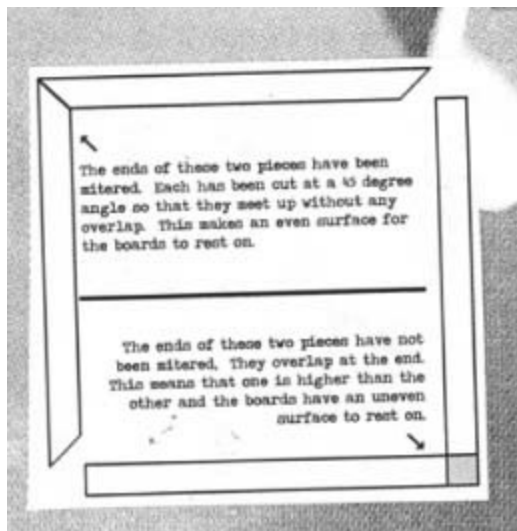 The ends of these two pieces have been
mitered. Each has been cut at a 45 degree
angle so that they meet up without any
overlap. This makes an even surface for
the boards to rest on.
The ends of these two pieces have not
been mitered. They overlap at the end.
This means that one is higher than the
other and the boards have an uneven
surface to rest on.